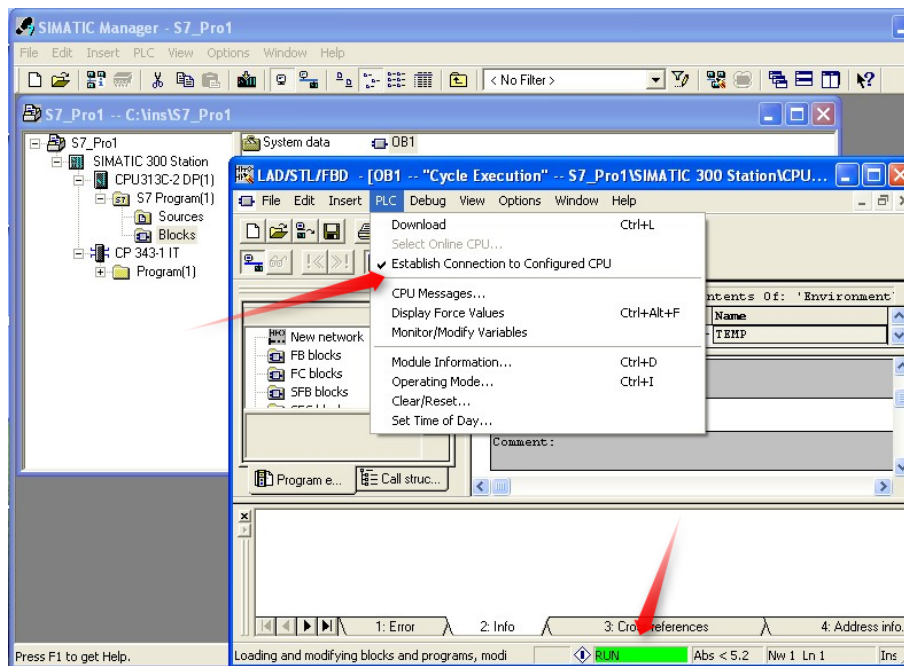 SIMATIC Manager - S7_Pro1
File Edit Insert PLC View Options Window Help
< No Filter >
S7_Pro1 -- C:\ins\S7_Pro1
S7_Pro1
SIMATIC 300 Station
CPU313C-2 DP(1)
S7 Program(1)
Sources
Blocks
CP 343-1 IT
Program(1)
System data
OB1
LAD/STL/FBD - [OB1 -- "Cycle Execution" -- S7_Pro1\SIMATIC 300 Station\CPU...
File Edit Insert PLC Debug View Options Window Help
Download Ctrl+L
Select Online CPU...
Establish Connection to Configured CPU
CPU Messages...
Display Force Values Ctrl+Alt+F
Monitor/Modify Variables
Module Information... Ctrl+D
Operating Mode... Ctrl+I
Clear/Reset...
Set Time of Day...
New network
FB blocks
FC blocks
SFB blocks
ntents Of: 'Environment'
Name
TEMP
Comment:
Program e... Call struc...
1: Error 2: Info 3: Cro references 4: Address info.
Press F1 to get Help.
Loading and modifying blocks and programs, modi RUN Abs < 5.2 Nw 1 Ln 1 Ins